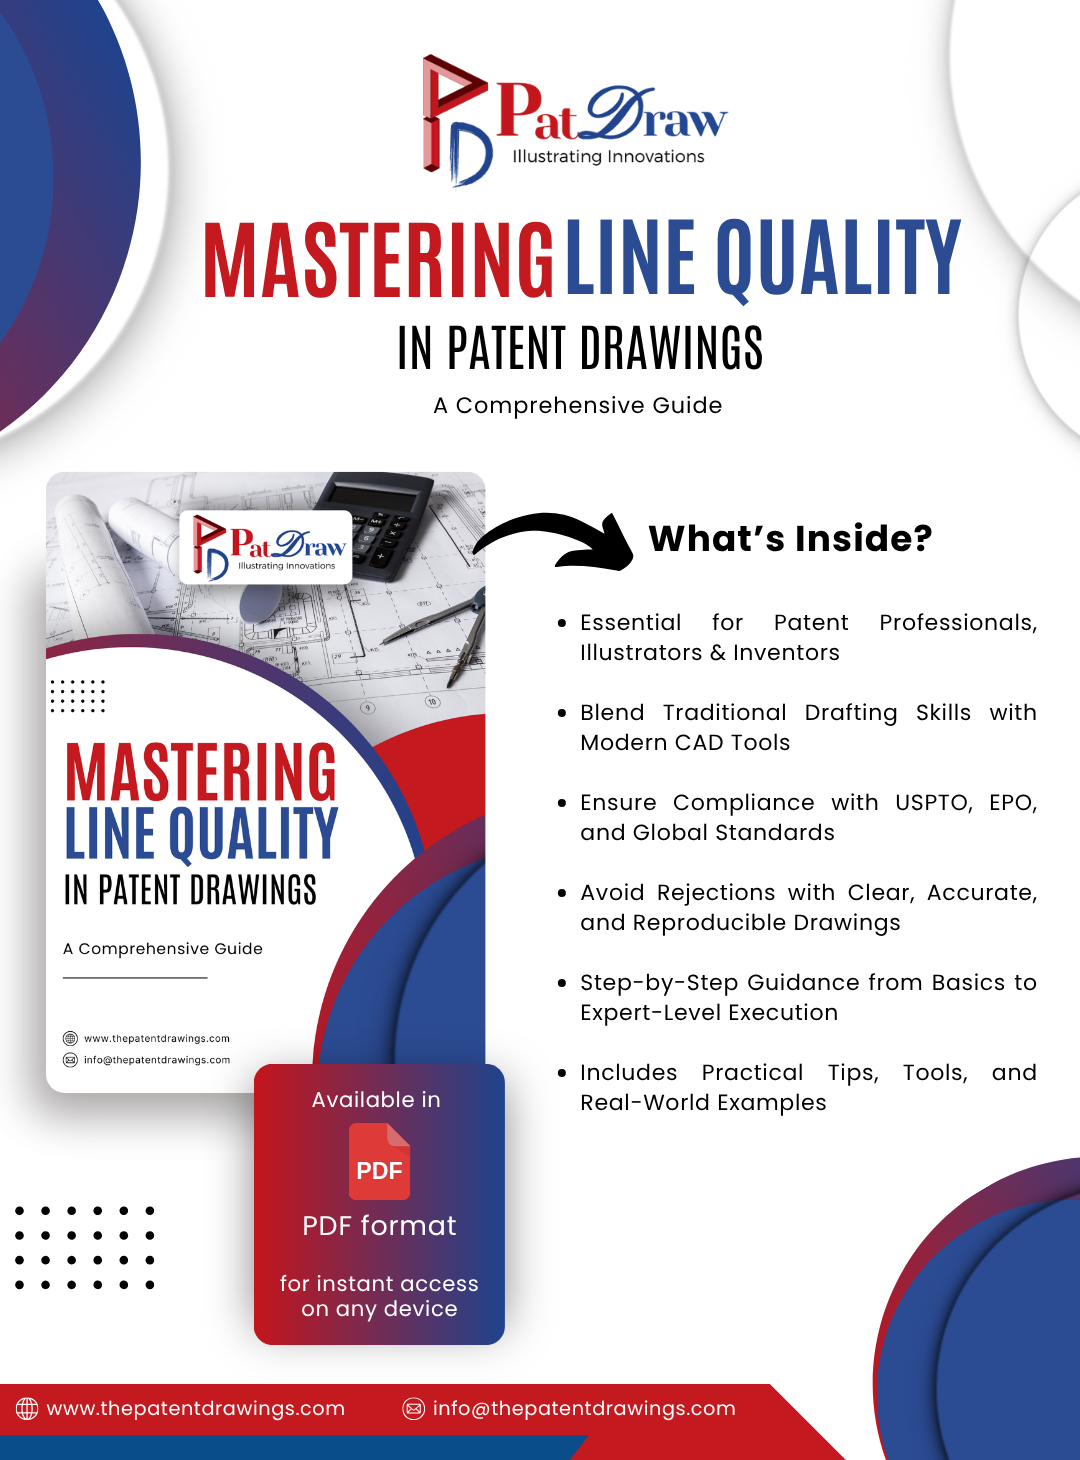 PatDraw
Illustrating Innovations
MASTERING LINE QUALITY
IN PATENT DRAWINGS
A Comprehensive Guide
PatDraw
Illustrating Innovations
MASTERING
LINE QUALITY
IN PATENT DRAWINGS
A Comprehensive Guide
www.thepatentdrawings.com
info@thepatentdrawings.com
What's Inside?
Essential for Patent Professionals,
Illustrators & Inventors
Blend Traditional Drafting Skills with
Modern CAD Tools
Ensure Compliance with USPTO, EPO,
and Global Standards
Avoid Rejections with Clear, Accurate,
and Reproducible Drawings
Step-by-Step Guidance from Basics to
Expert-Level Execution
Includes Practical Tips, Tools, and
Real-World Examples
Available in
PDF
PDF format
for instant access
on any device
www.thepatentdrawings.com
info@thepatentdrawings.com